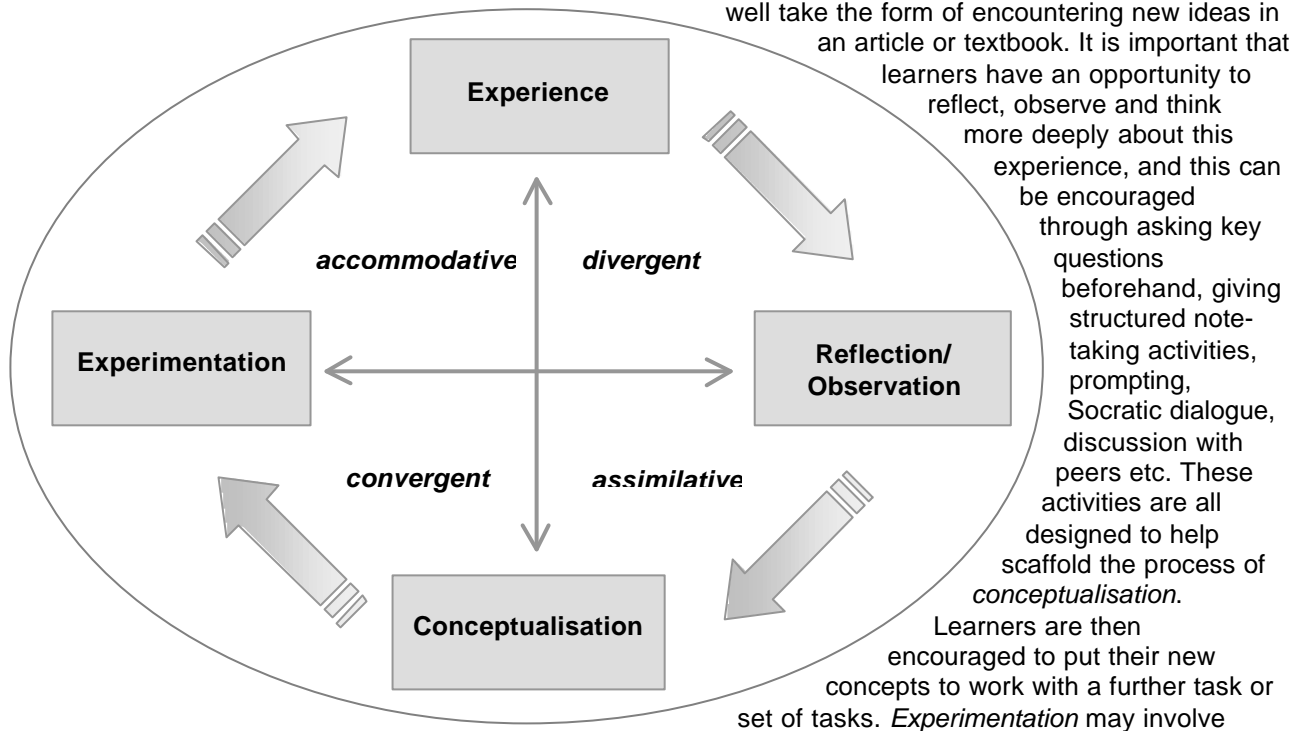 well take the form of encountering new ideas in
an article or textbook. It is important that
learners have an opportunity to
reflect, observe and think
more deeply about this
experience, and this can
be encouraged
through asking key
questions
beforehand, giving
structured note-
taking activities,
prompting,
Socratic dialogue,
discussion with
peers etc. These
activities are all
designed to help
scaffold the process of
conceptualisation.
Learners are then
encouraged to put their new
concepts to work with a further task or
set of tasks. Experimentation may involve
Experience
accommodative
divergent
Experimentation
Reflection/
Observation
convergent
assimilative
Conceptualisation